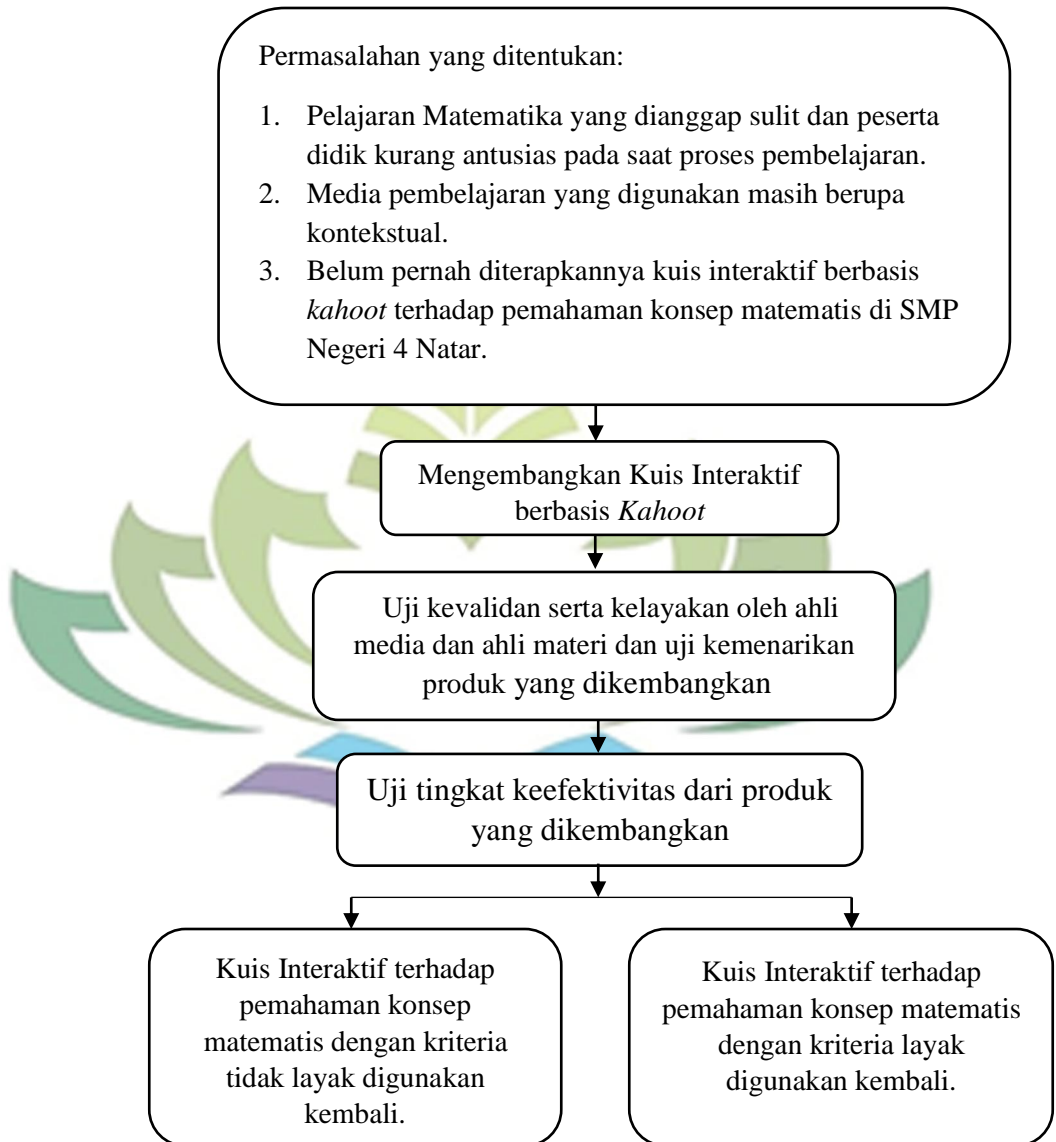 Permasalahan yang ditentukan:
1. Pelajaran Matematika yang dianggap sulit dan peserta
didik kurang antusias pada saat proses pembelajaran.
2. Media pembelajaran yang digunakan masih berupa
kontekstual.
3. Belum pernah diterapkannya kuis interaktif berbasis
kahoot terhadap pemahaman konsep matematis di SMP
Negeri 4 Natar.
Mengembangkan Kuis Interaktif
berbasis Kahoot
Uji kevalidan serta kelayakan oleh ahli
media dan ahli materi dan uji kemenarikan
produk yang dikembangkan
Uji tingkat keefektivitas dari produk
yang dikembangkan
Kuis Interaktif terhadap
pemahaman konsep
matematis dengan kriteria
tidak layak digunakan
kembali.
Kuis Interaktif terhadap
pemahaman konsep matematis
dengan kriteria layak
digunakan kembali.